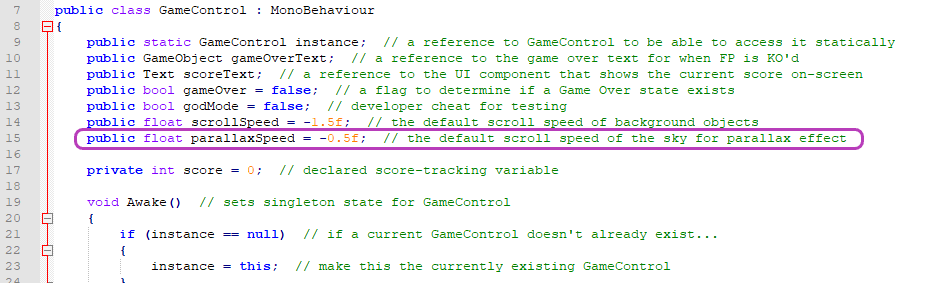 7 public class GameControl : MonoBehaviour
8 {
9 public static GameControl instance; // a reference to GameControl to be able to access it statically
10 public GameObject gameOverText; // a reference to the game over text for when FP is KO'd
11 public Text scoreText; // a reference to the UI component that shows the current score on-screen
12 public bool gameOver = false; // a flag to determine if a Game Over state exists
13 public bool godMode = false; // developer cheat for testing
14 public float scrollSpeed = -1.5f; // the default scroll speed of background objects
15 public float parallaxSpeed = -0.5f; // the default scroll speed of the sky for parallax effect
16
17 private int score = 0; // declared score-tracking variable
18
19 void Awake() // sets singleton state for GameControl
20 {
21 if (instance == null) // if a current GameControl doesn't already exist...
22 {
23 instance = this; // make this the currently existing GameControl
24 }